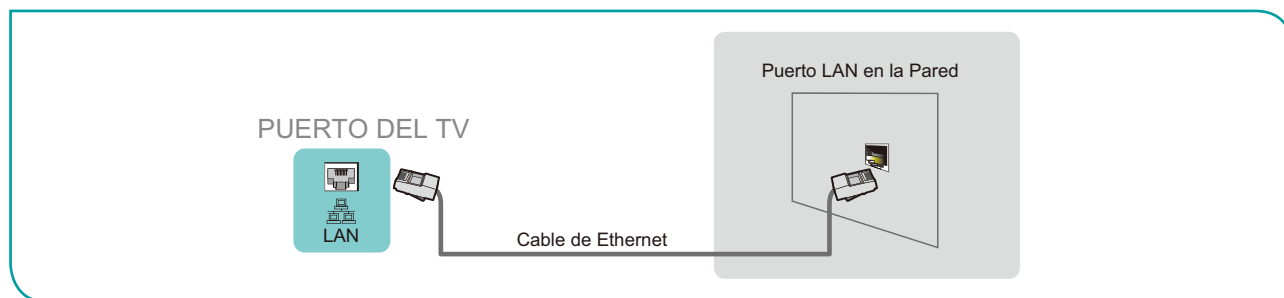 Puerto LAN en la Pared
PUERTO DEL TV
LAN
Cable de Ethernet